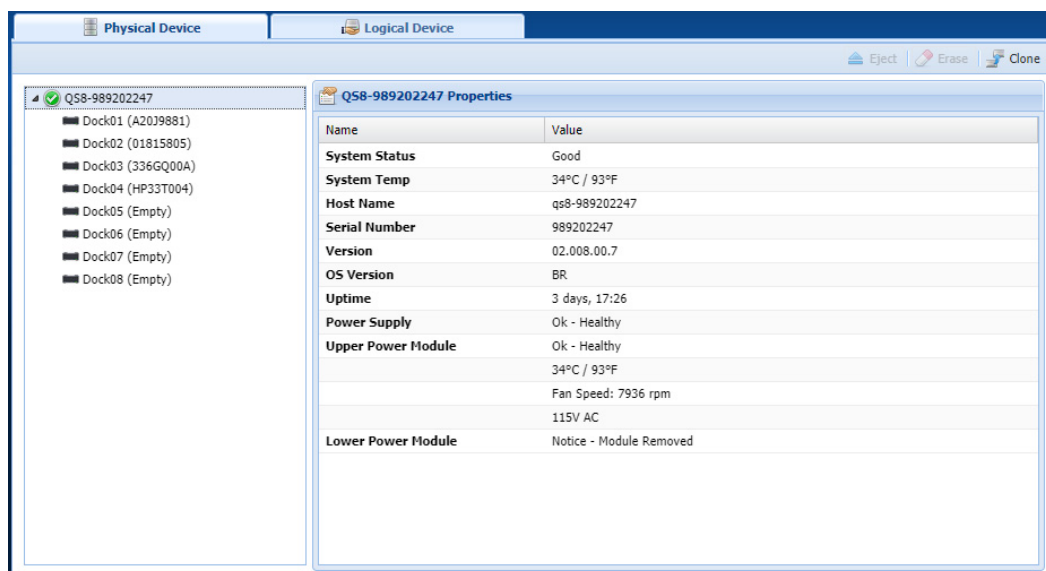 Physical Device
Logical Device
Eject
Erase
Clone
QS8-989202247
Dock01 (A20J9881)
Dock02 (01815805)
Dock03 (336GQ00A)
Dock04 (HP33T004)
Dock05 (Empty)
Dock06 (Empty)
Dock07 (Empty)
Dock08 (Empty)
QS8-989202247 Properties
Name Value
System Status Good
System Temp 34°C / 93°F
Host Name qs8-989202247
Serial Number 989202247
Version 02.008.00.7
OS Version BR
Uptime 3 days, 17:26
Power Supply Ok - Healthy
Upper Power Module Ok - Healthy
34°C / 93°F
Fan Speed: 7936 rpm
115V AC
Lower Power Module Notice - Module Removed